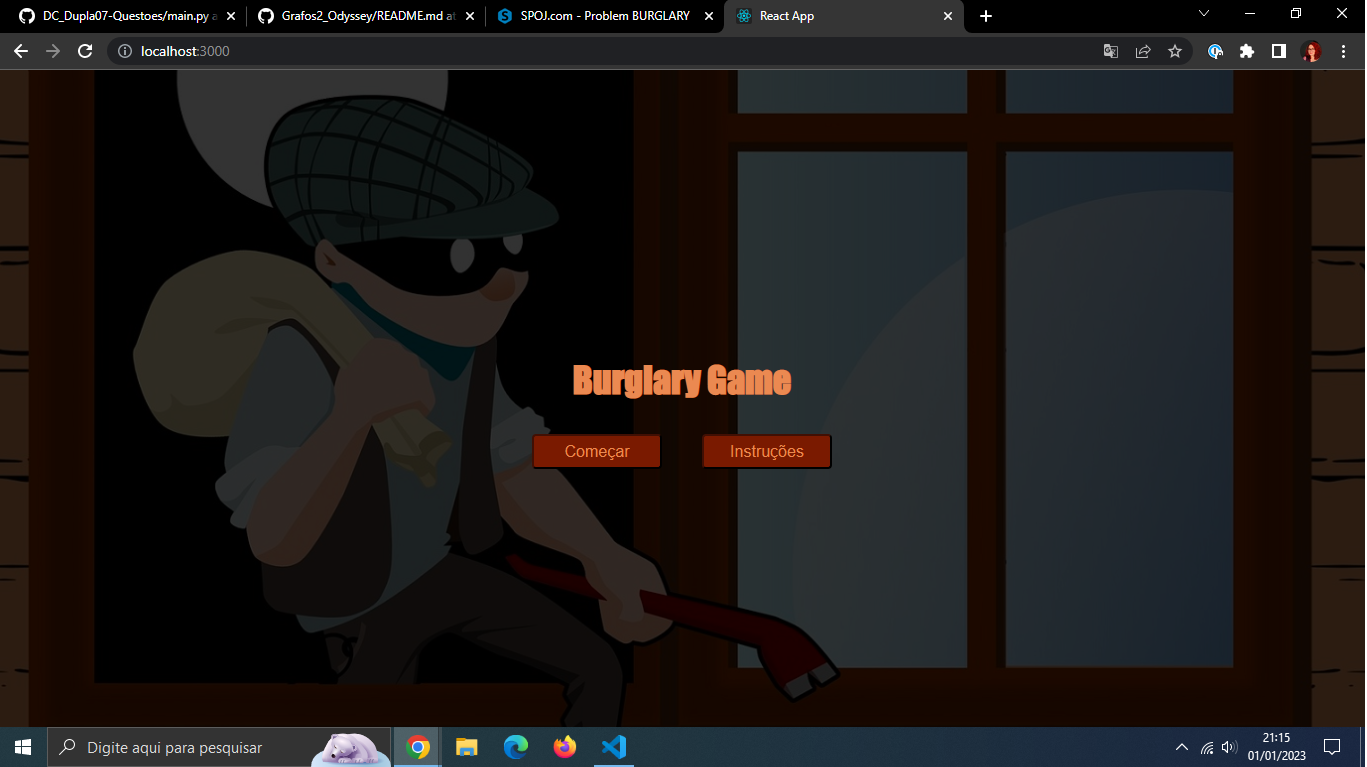 DC_Dupla07-Questoes/main.py a
Grafos2_Odyssey/README.md at
SPOJ.com - Problem BURGLARY
React App
localhost:3000
Burglary Game
Começar
Instruções
Digite aqui para pesquisar
21:15
01/01/2023